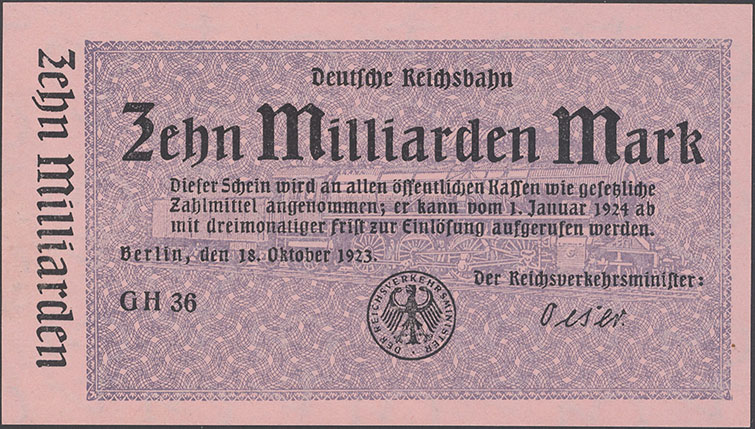 Zehn Milliarden
Deutsche Reichsbahn
Zehn Milliarden Mark
Dieser Schein wird an allen öffentlichen Kassen wie gesetzliche
Zahlmittel angenommen; er kann vom 1. Januar 1924 ab
mit dreimonatiger Frist zur Einlösung aufgerufen werden.
Berlin, den 18. Oktober 1923.
Der Reichsverkehrsminister:
GH 36
DER REICHSVERKEHRSMINISTER
Oeser.